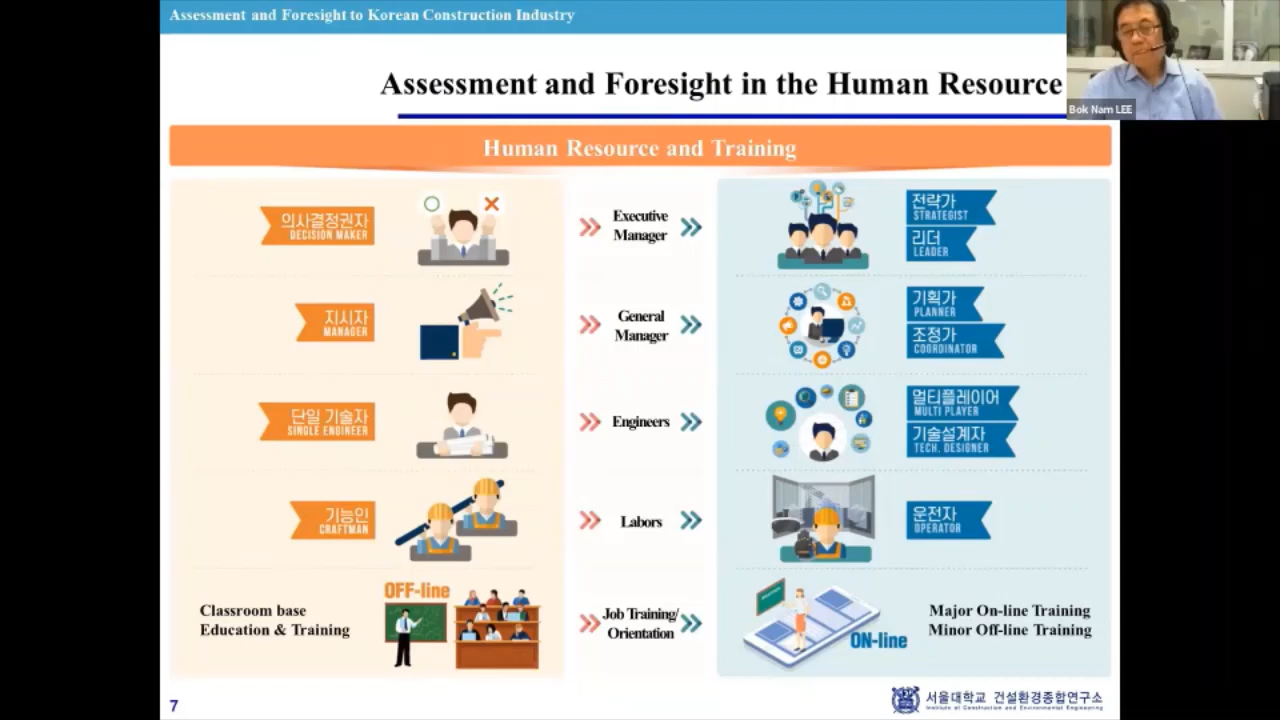 Assessment and Foresight to Korean Construction Industry
Assessment and Foresight in the Human Resource
Bok Nam LEE
Human Resource and Training
의사결정권자
DECISION MAKER
Executive
Manager
전략가
STRATEGIST
리더
LEADER
지시자
MANAGER
General
Manager
기획가
PLANNER
조정가
COORDINATOR
단일 기술자
SINGLE ENGINEER
Engineers
멀티플레이어
MULTI PLAYER
기술설계자
TECH. DESIGNER
기능인
CRAFTMAN
Labors
운전자
OPERATOR
Classroom base
Education & Training
OFF-line
Job Training/
Orientation
ON-line
Major On-line Training
Minor Off-line Training
7
서울대학교 건설환경종합연구소
Institute of Construction and Environmental Engineering